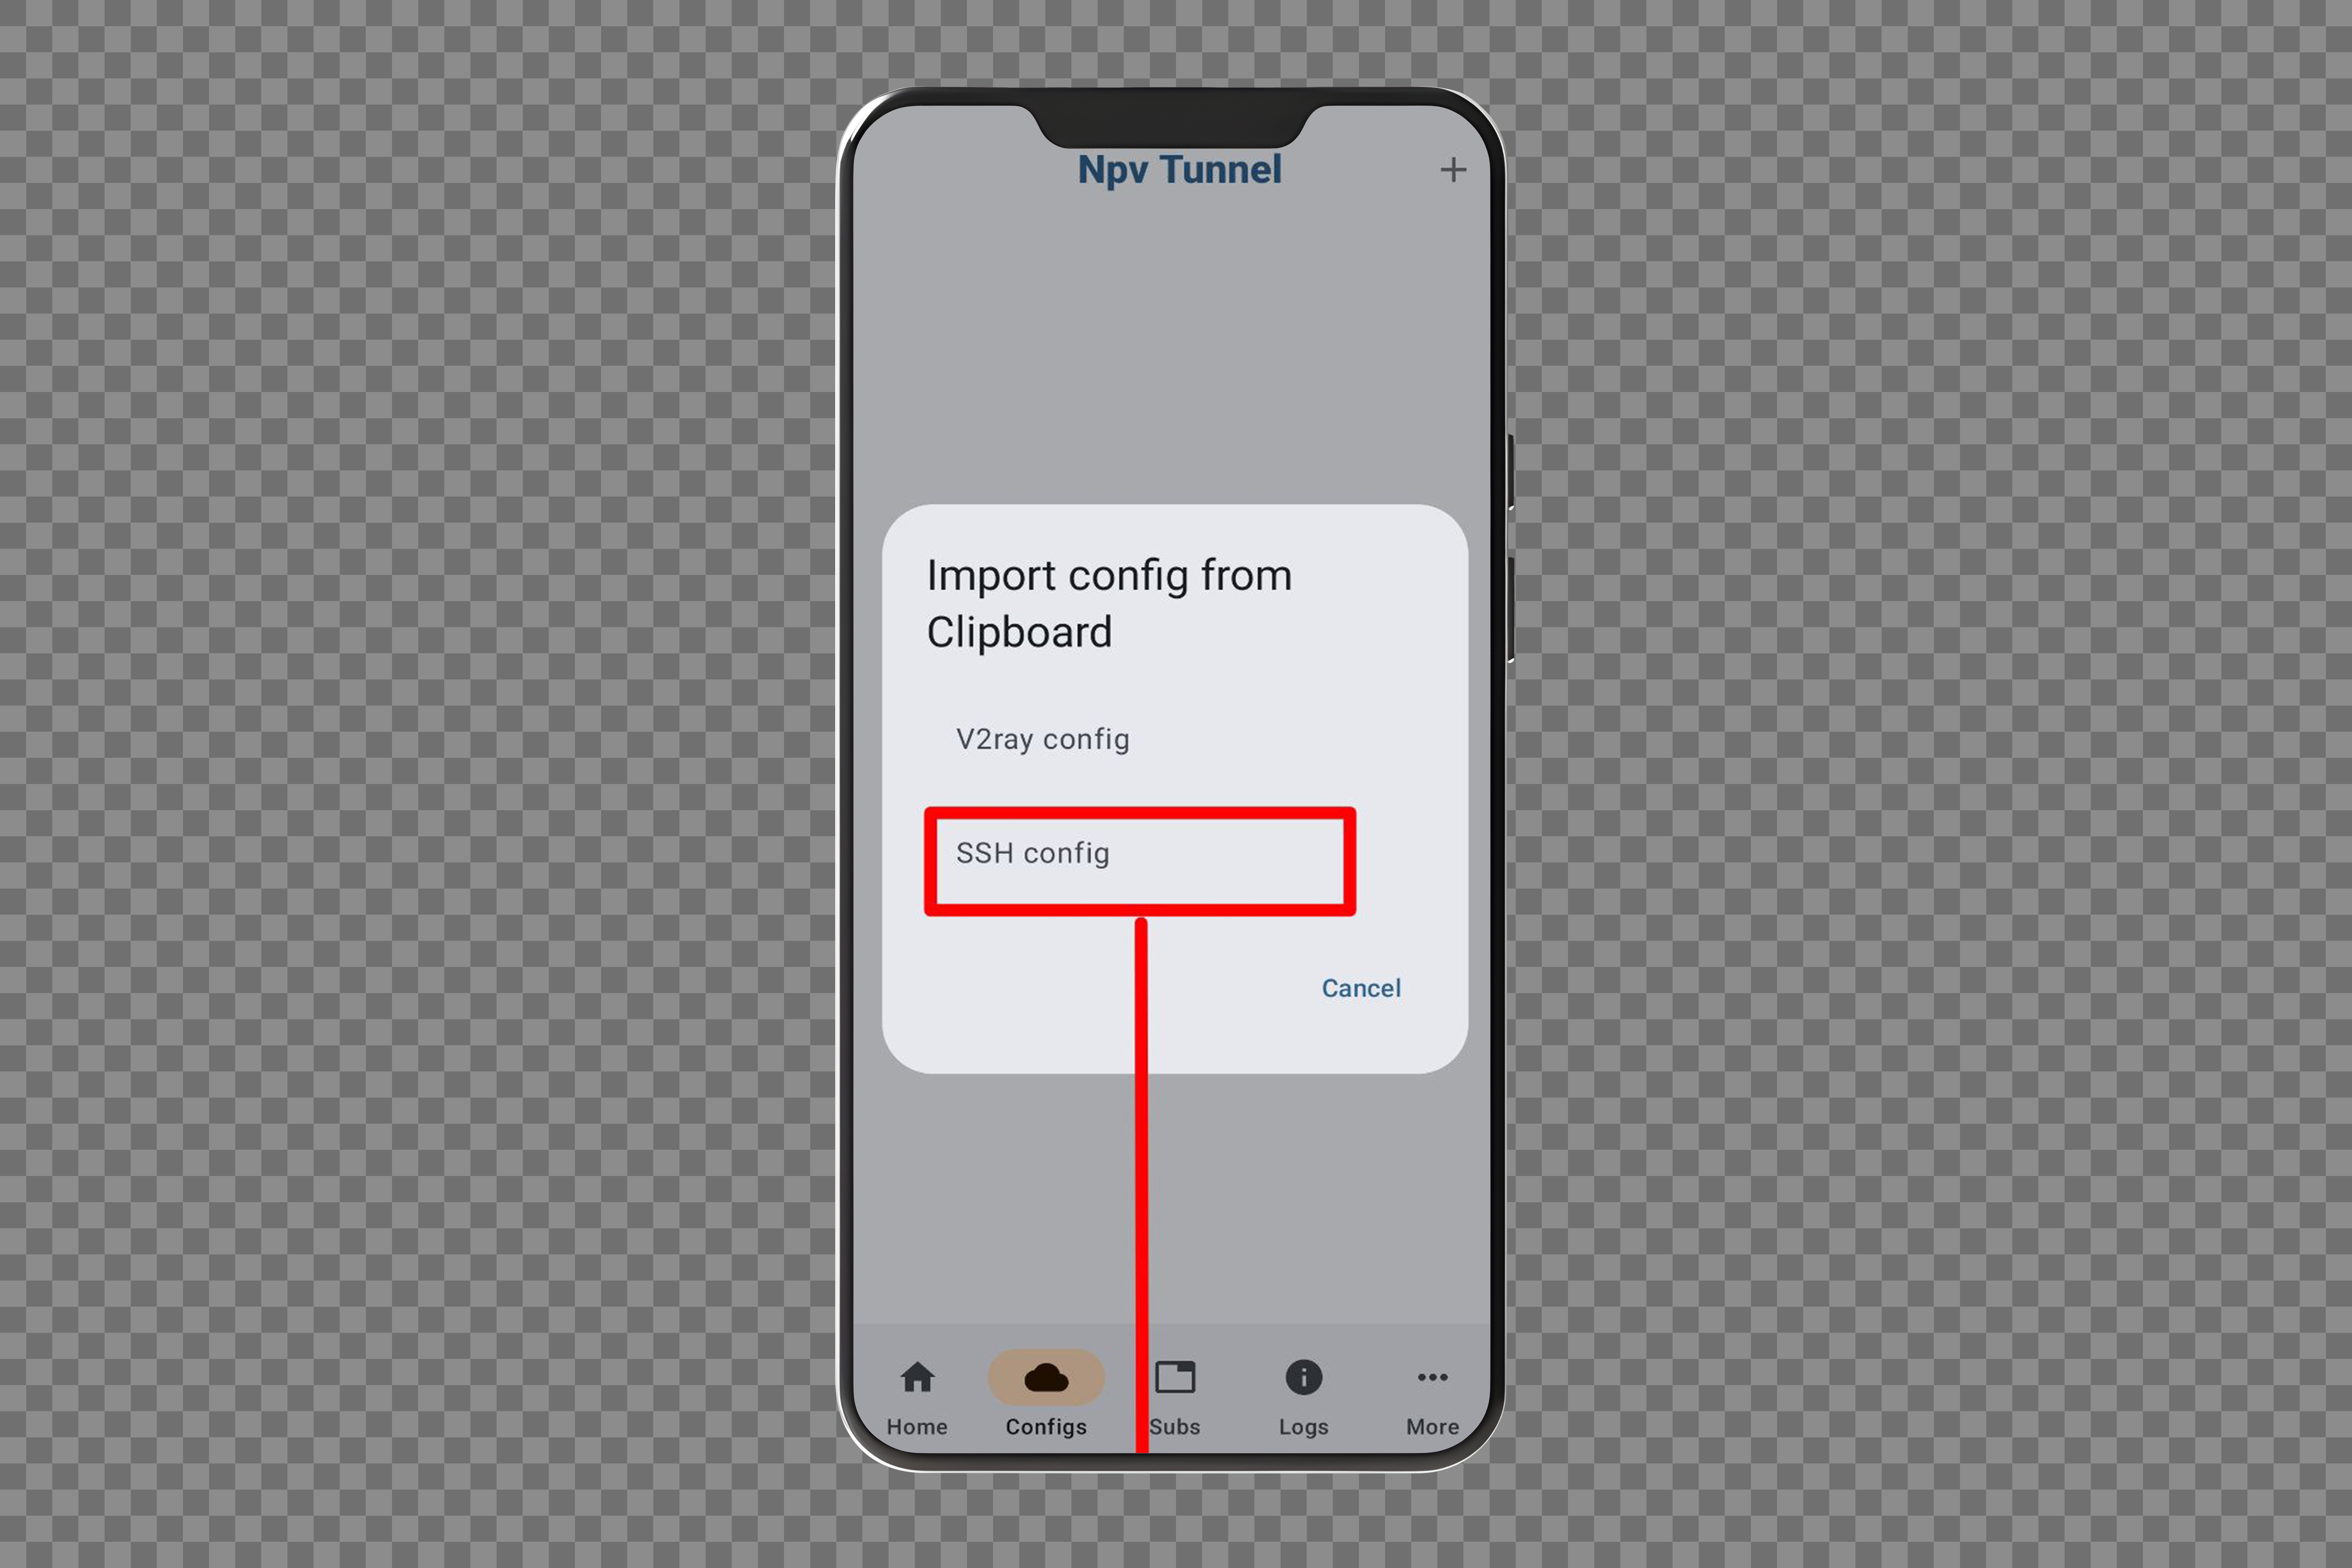 Npv Tunnel
Import config from
Clipboard
V2ray config
SSH config
Cancel
Home
Configs
Subs
Logs
More